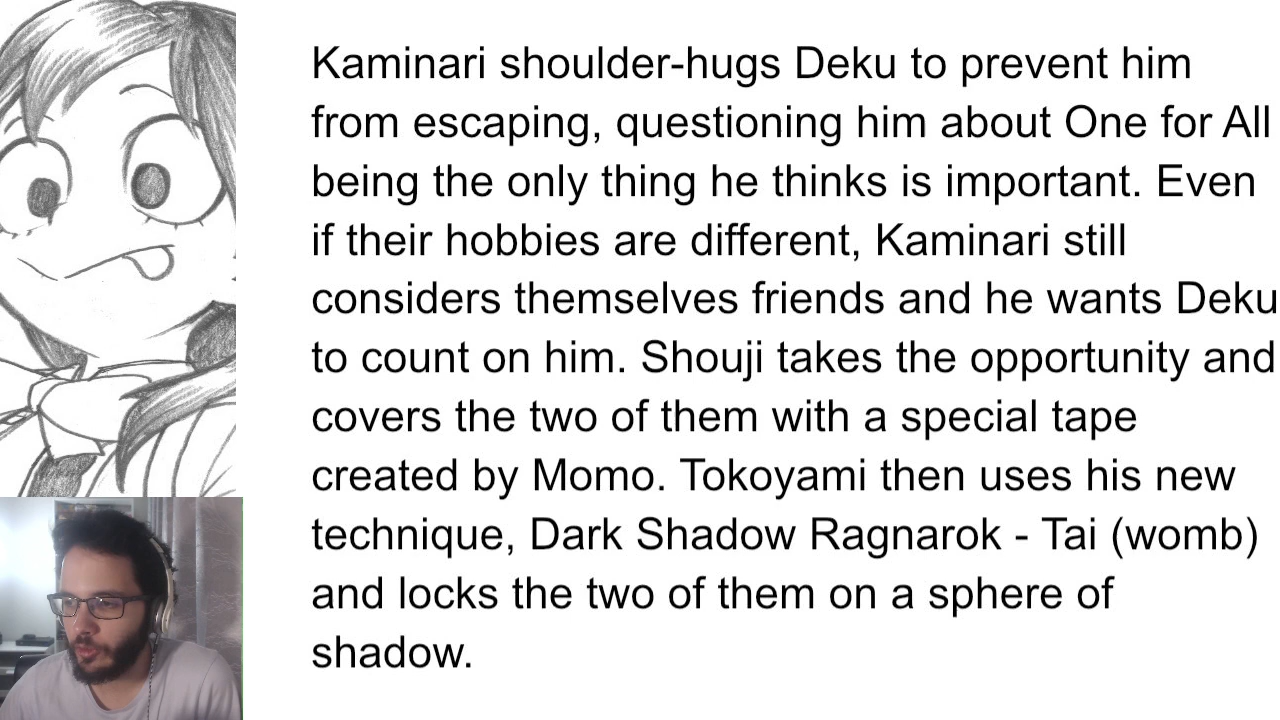 Kaminari shoulder-hugs Deku to prevent him
from escaping, questioning him about One for All
being the only thing he thinks is important. Even
if their hobbies are different, Kaminari still
considers themselves friends and he wants Deku
to count on him. Shouji takes the opportunity and
covers the two of them with a special tape
created by Momo. Tokoyami then uses his new
technique, Dark Shadow Ragnarok - Tai (womb)
and locks the two of them on a sphere of
shadow.